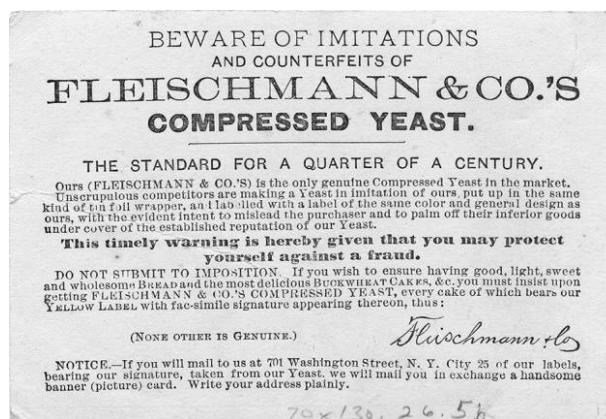 BEWARE OF IMITATIONS
AND COUNTERFEITS OF
FLEISCHMANN & CO.'S
COMPRESSED YEAST.
THE STANDARD FOR A QUARTER OF A CENTURY.
Ours (FLEISCHMANN & CO.'S) is the only genuine Compressed Yeast in the market.
Unscrupulous competitors are making a Yeast in imitation of ours, put up in the same
kind of tin foil wrapper, and labelled with a label of the same color and general design as
ours, with the evident intent to mislead the purchaser and to palm off their inferior goods
under cover of the established reputation of our Yeast.
This timely warning is hereby given that you may protect
yourself against a fraud.
DO NOT SUBMIT TO IMPOSITION. If you wish to ensure having good, light, sweet
and wholesome BREAD and the most delicious BUCKWHEAT CAKES, &c. you must insist upon
getting FLEISCHMANN & CO.'S COMPRESSED YEAST, every cake of which bears our
YELLOW LABEL with fac-simile signature appearing thereon, thus:
(NONE OTHER IS GENUINE.) Fleischmann & Co
NOTICE.—If you will mail to us at 701 Washington Street, N. Y. City 25 of our labels,
bearing our signature, taken from our Yeast. we will mail you in exchange a handsome
banner (picture) card. Write your address plainly.
70x130. 26.